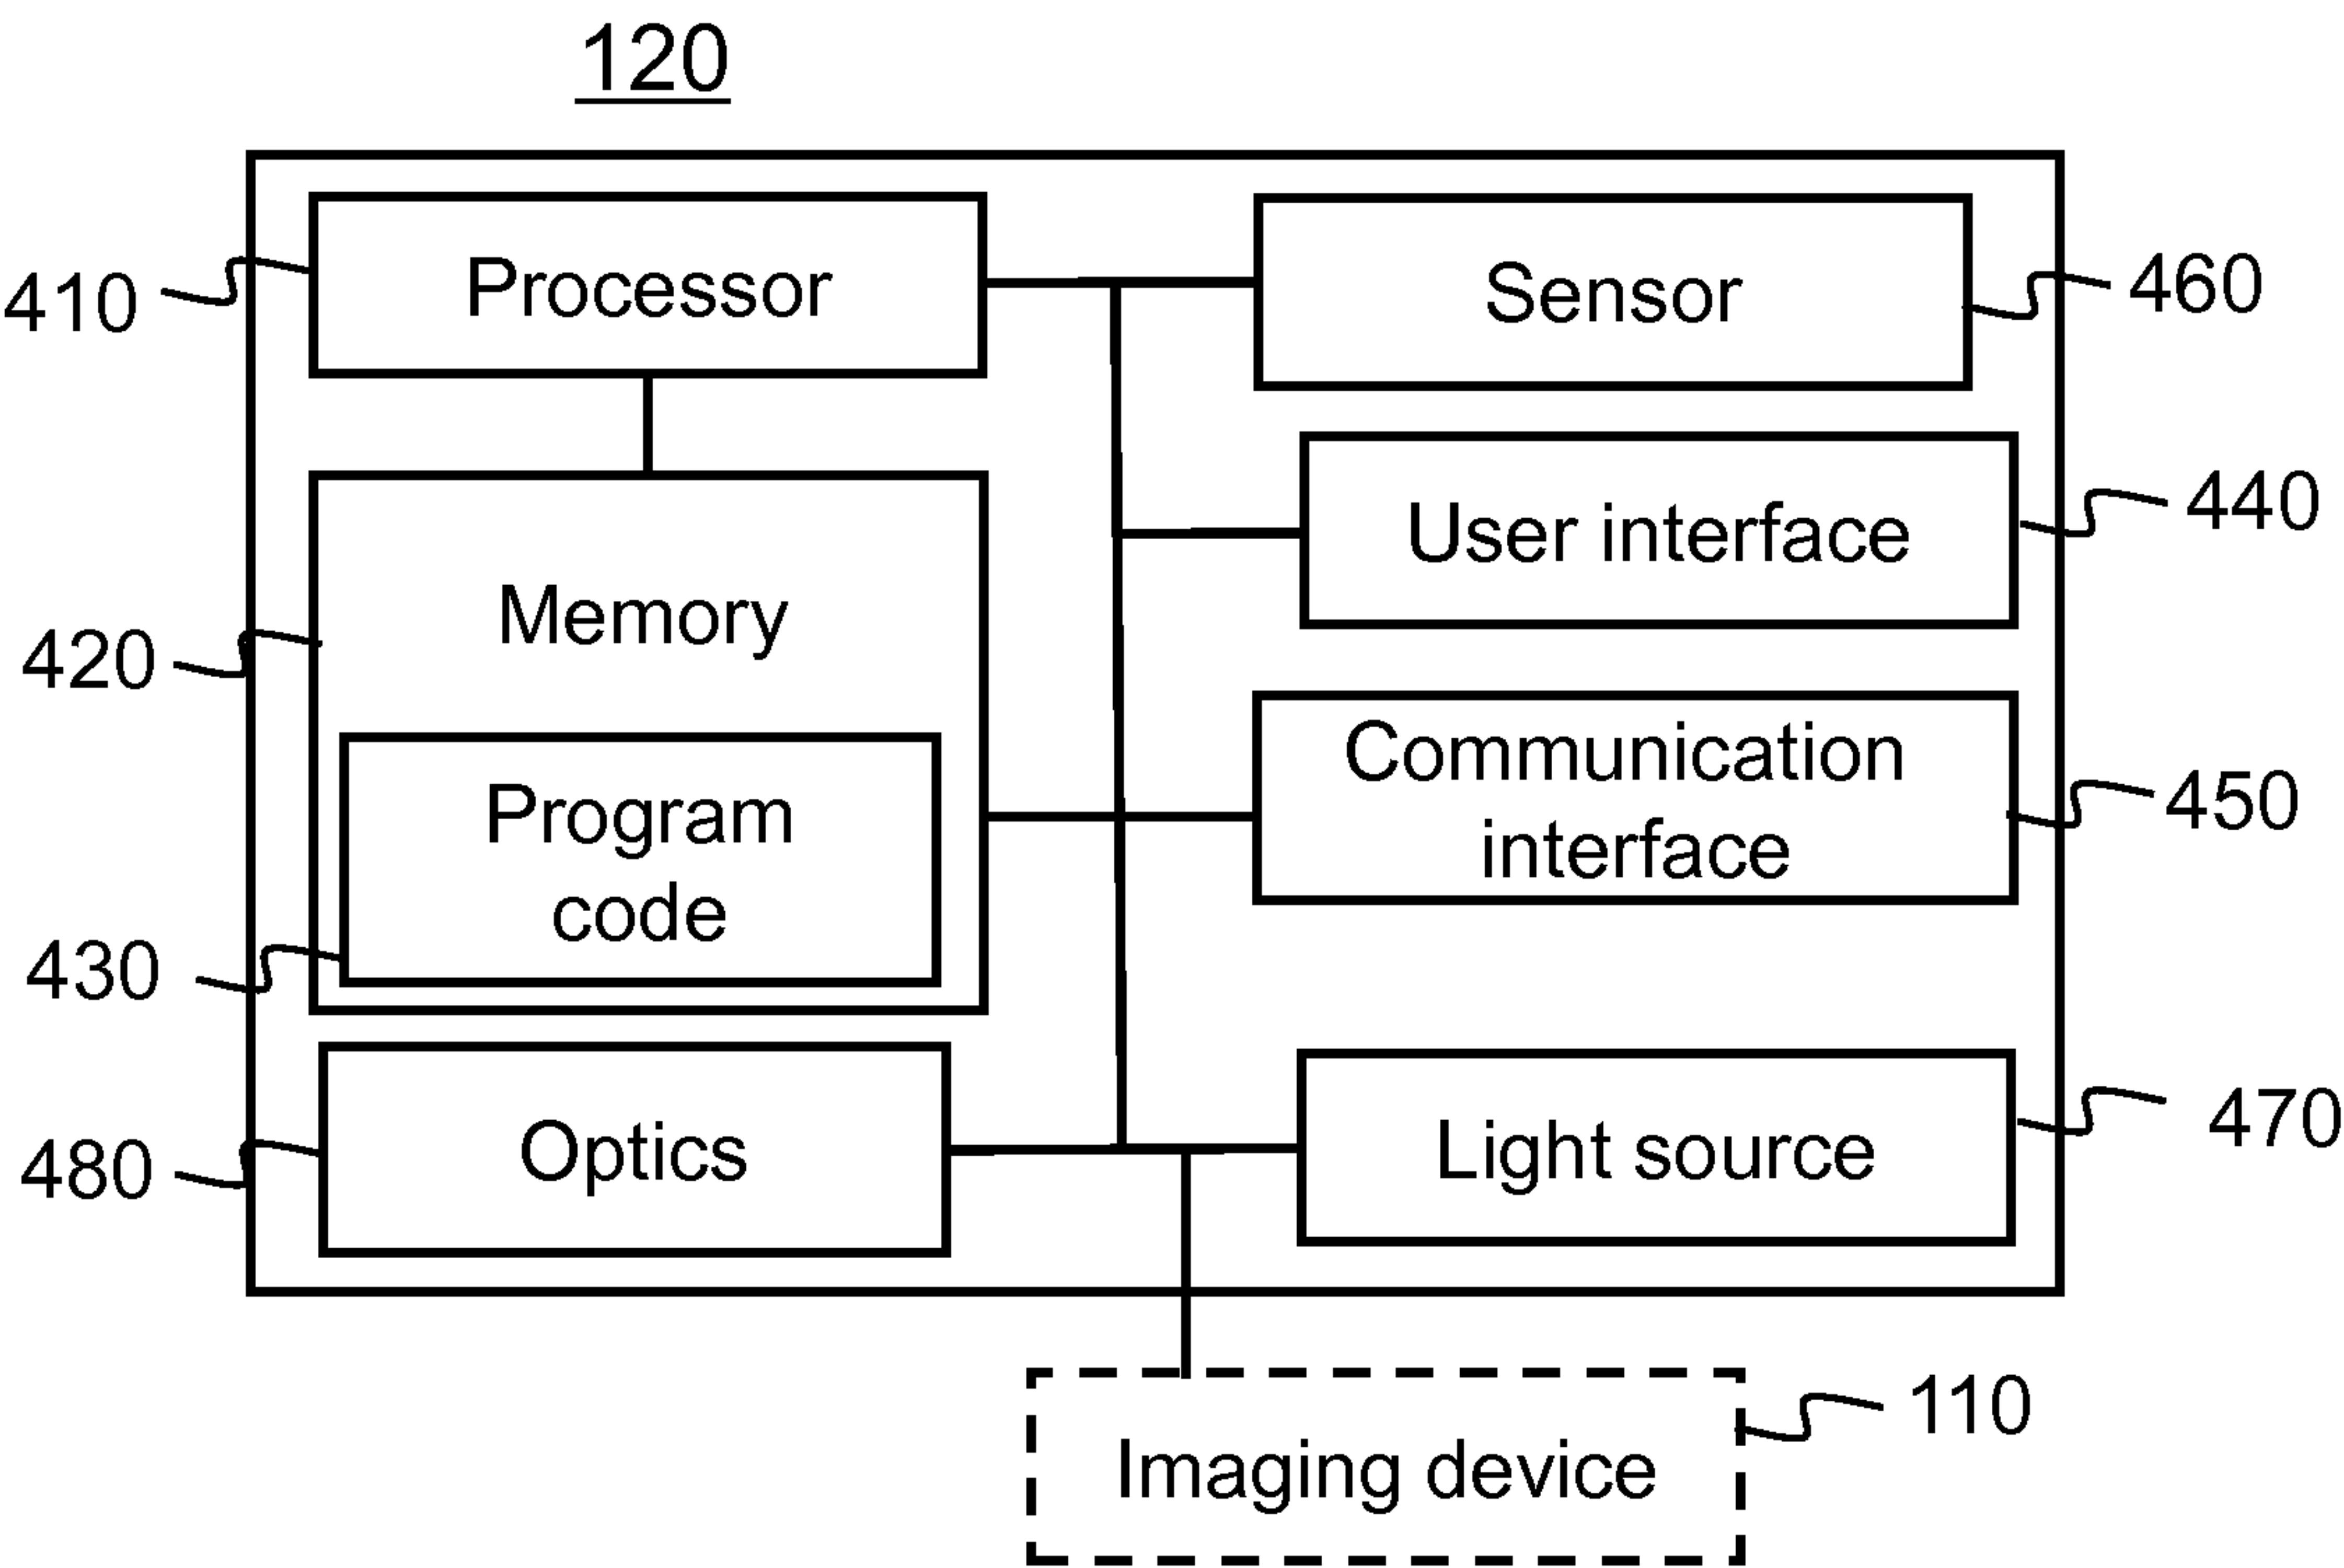 120
Processor
410
Sensor
460
User interface
440
Memory
420
Communication
interface
450
Program
code
430
Optics
480
Light source
470
Imaging device
110